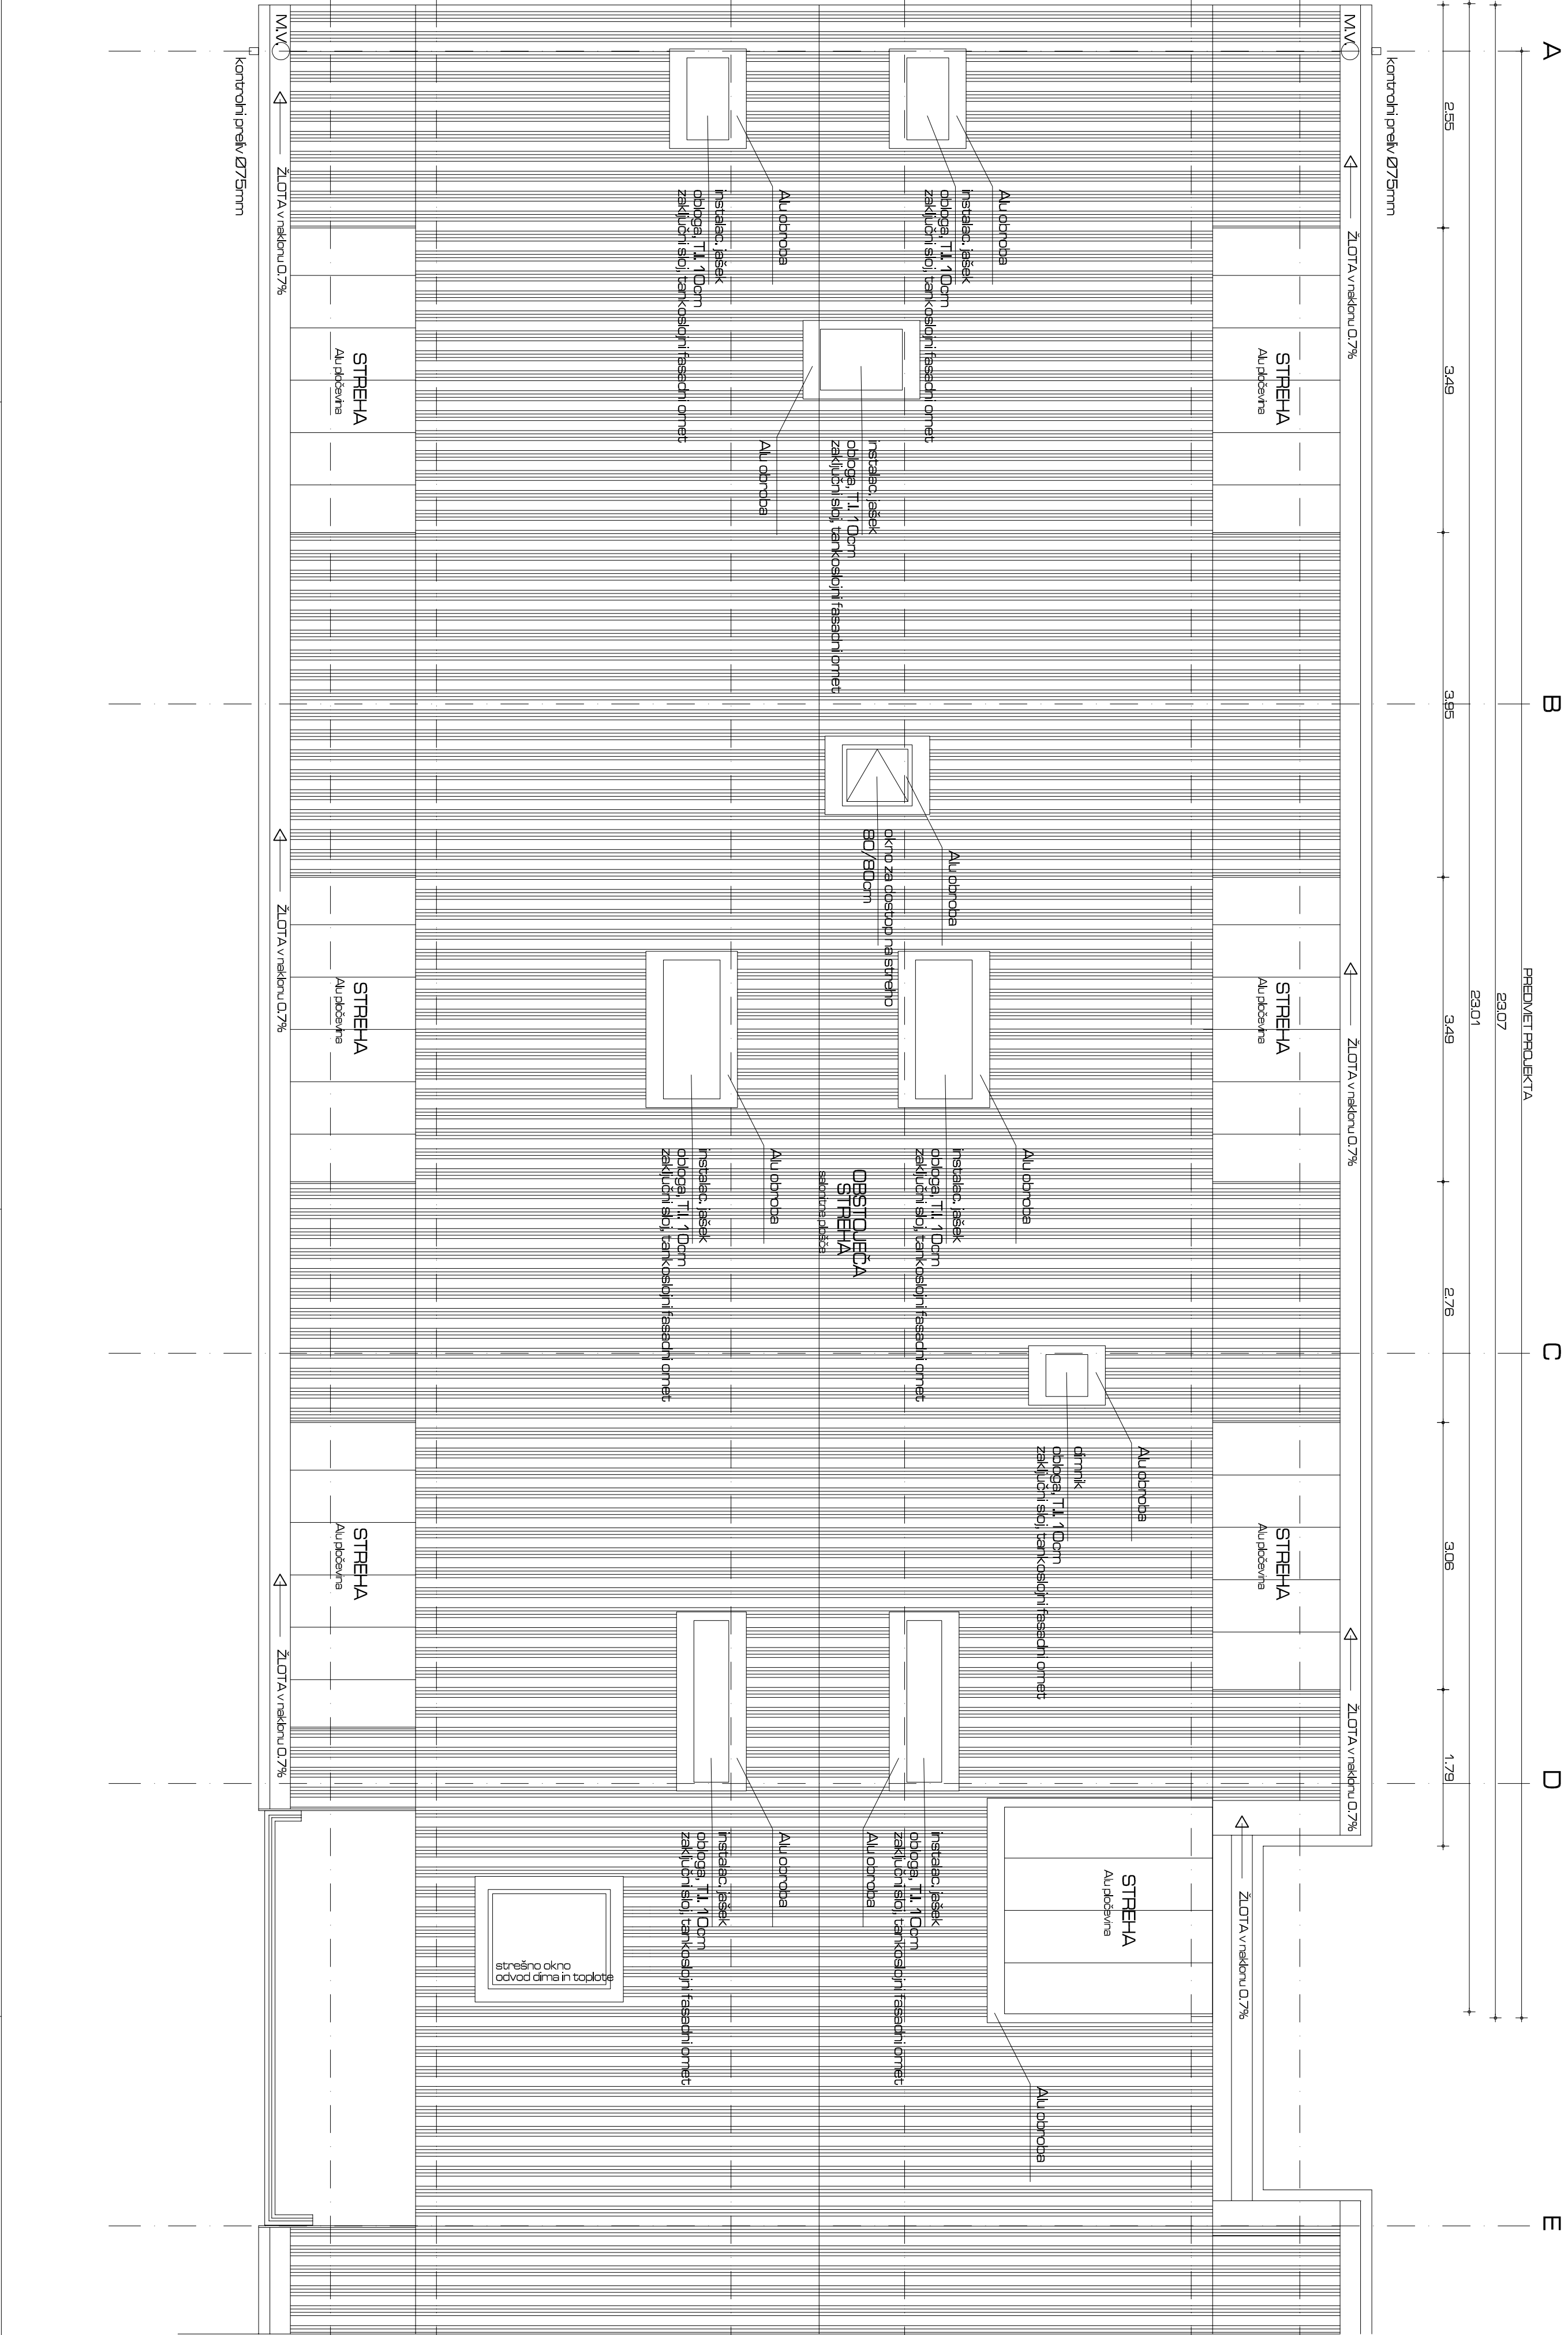 A
B
C
D
E
PREDMET PROJEKTA
23.07
23.01
2.55
3.49
3.95
3.49
2.76
3.06
1.79
kontrolni preliv Ø75mm
M.V.
ŽLOTA v naklonu 0.7%
ŽLOTA v naklonu 0.7%
ŽLOTA v naklonu 0.7%
ŽLOTA v naklonu 0.7%
STREHA
Alu pločevina
STREHA
Alu pločevina
STREHA
Alu pločevina
STREHA
Alu pločevina
Alu obroba
instalac. jašek
obloga, T.I. 10cm
zaključni sloj, tankoslojni fasadni omet
Alu obroba
instalac. jašek
obloga, T.I. 10cm
zaključni sloj, tankoslojni fasadni omet
instalac. jašek
obloga, T.I. 10cm
zaključni sloj, tankoslojni fasadni omet
Alu obroba
Alu obroba
okno za dostop na streho
80/80cm
Alu obroba
instalac. jašek
obloga, T.I. 10cm
zaključni sloj, tankoslojni fasadni omet
OBSTOJEČA
STREHA
salonitne plošče
Alu obroba
instalac. jašek
obloga, T.I. 10cm
zaključni sloj, tankoslojni fasadni omet
Alu obroba
dimnik
obloga, T.I. 10cm
zaključni sloj, tankoslojni fasadni omet
Alu obroba
instalac. jašek
obloga, T.I. 10cm
zaključni sloj, tankoslojni fasadni omet
Alu obroba
Alu obroba
instalac. jašek
obloga, T.I. 10cm
zaključni sloj, tankoslojni fasadni omet
strešno okno
odvod dima in toplote
STREHA
Alu pločevina
STREHA
Alu pločevina
STREHA
Alu pločevina
M.V.
ŽLOTA v naklonu 0.7%
ŽLOTA v naklonu 0.7%
ŽLOTA v naklonu 0.7%
kontrolni preliv Ø75mm